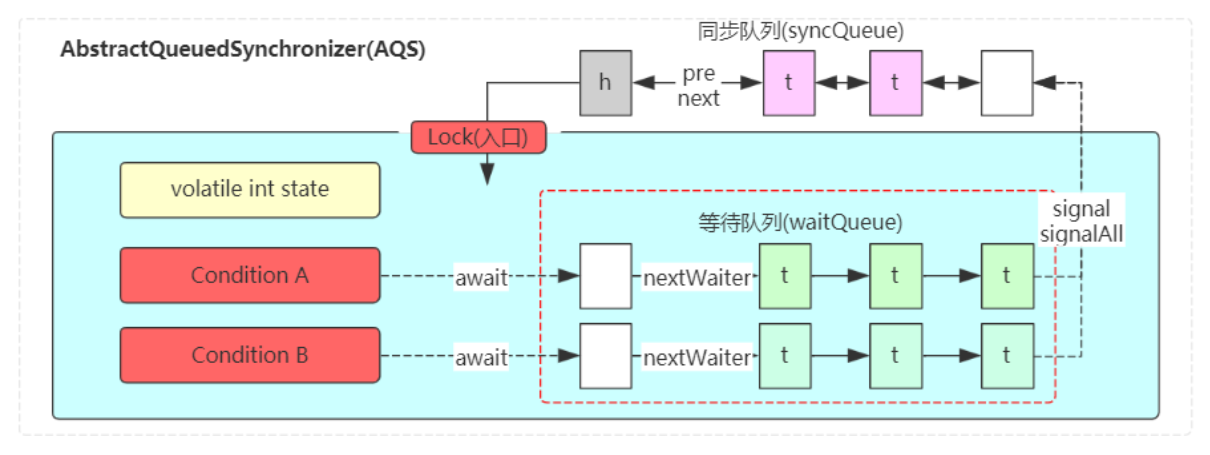 同步队列(syncQueue)
AbstractQueuedSynchronizer(AQS)
h
pre
next
t
t
Lock(入口)
volatile int state
等待队列(waitQueue)
signal
signalAll
Condition A
await
nextWaiter
t
t
t
Condition B
await
nextWaiter
t
t
t